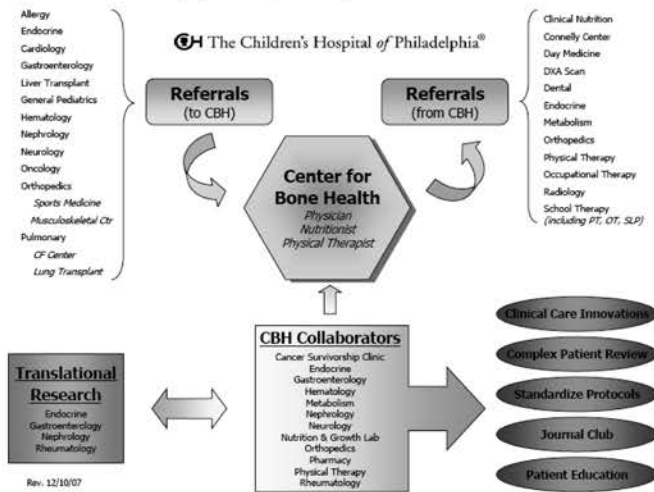 Allergy
Endocrine
Cardiology
Gastroenterology
Liver Transplant
General Pediatrics
Hematology
Nephrology
Neurology
Oncology
Orthopedics
Sports Medicine
Musculoskeletal Ctr
Pulmonary
CF Center
Lung Transplant
CH The Children's Hospital of Philadelphia®
Referrals
(to CBH)
Referrals
(from CBH)
Clinical Nutrition
Connelly Center
Day Medicine
DXA Scan
Dental
Endocrine
Metabolism
Orthopedics
Physical Therapy
Occupational Therapy
Radiology
School Therapy
(including PT, OT, SLP)
Center for
Bone Health
Physician
Nutritionist
Physical Therapist
Translational
Research
Endocrine
Gastroenterology
Nephrology
Rheumatology
CBH Collaborators
Cancer Survivorship Clinic
Endocrine
Gastroenterology
Hematology
Metabolism
Nephrology
Neurology
Nutrition & Growth Lab
Orthopedics
Pharmacy
Physical Therapy
Rheumatology
Clinical Care Innovations
Complex Patient Review
Standardize Protocols
Journal Club
Patient Education
Rev. 12/10/07